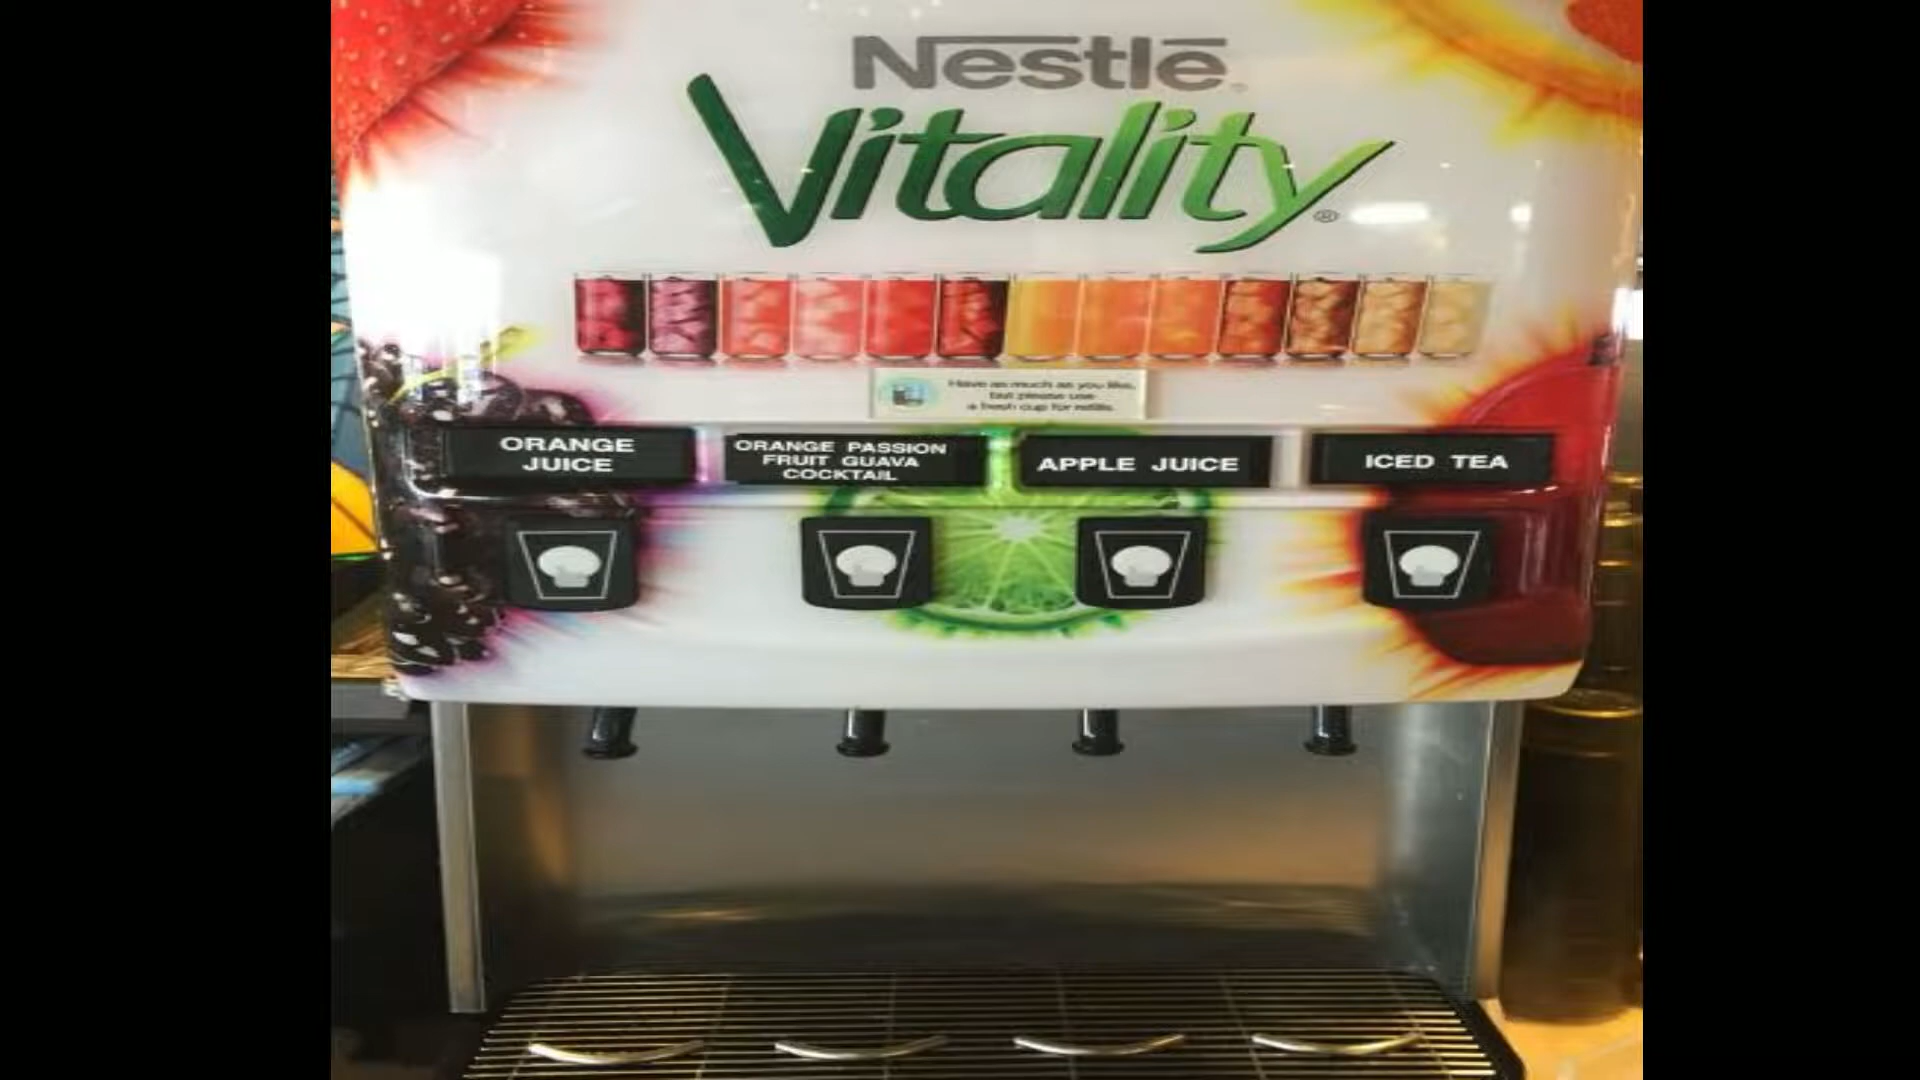 Nestlē
Vitality®
Have as much as you like,
but please use
a fresh cup for refills.
ORANGE
JUICE
ORANGE PASSION
FRUIT GUAVA
COCKTAIL
APPLE JUICE
ICED TEA